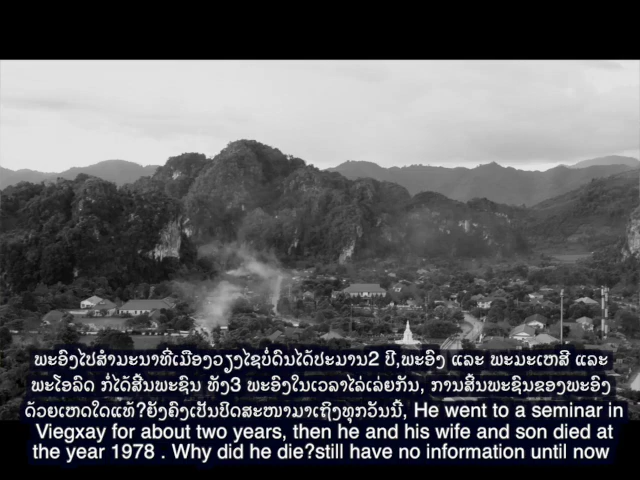 ພະອົງໄປສຳມະນາທີ່ເມືອງວຽງໄຊບໍ່ດົນໄດ້ປະມານ2 ປີ,ພະອົງ ແລະ ພະມະເຫສີ ແລະ
ພະໂອລົດ ກໍ່ໄດ້ສີ້ນພະຊົນ ທັງ3 ພະອົງໃນເວລາໄລ່ເລ່ຍກັນ, ການສີ້ນພະຊົນຂອງພະອົງ
ດ້ວຍເຫດໃດແທ້?ຍັງຄົງເປັນປິດສະໜາມາເຖິງທຸກວັນນີ້, He went to a seminar in
Viegxay for about two years, then he and his wife and son died at
the year 1978 . Why did he die?still have no information until now